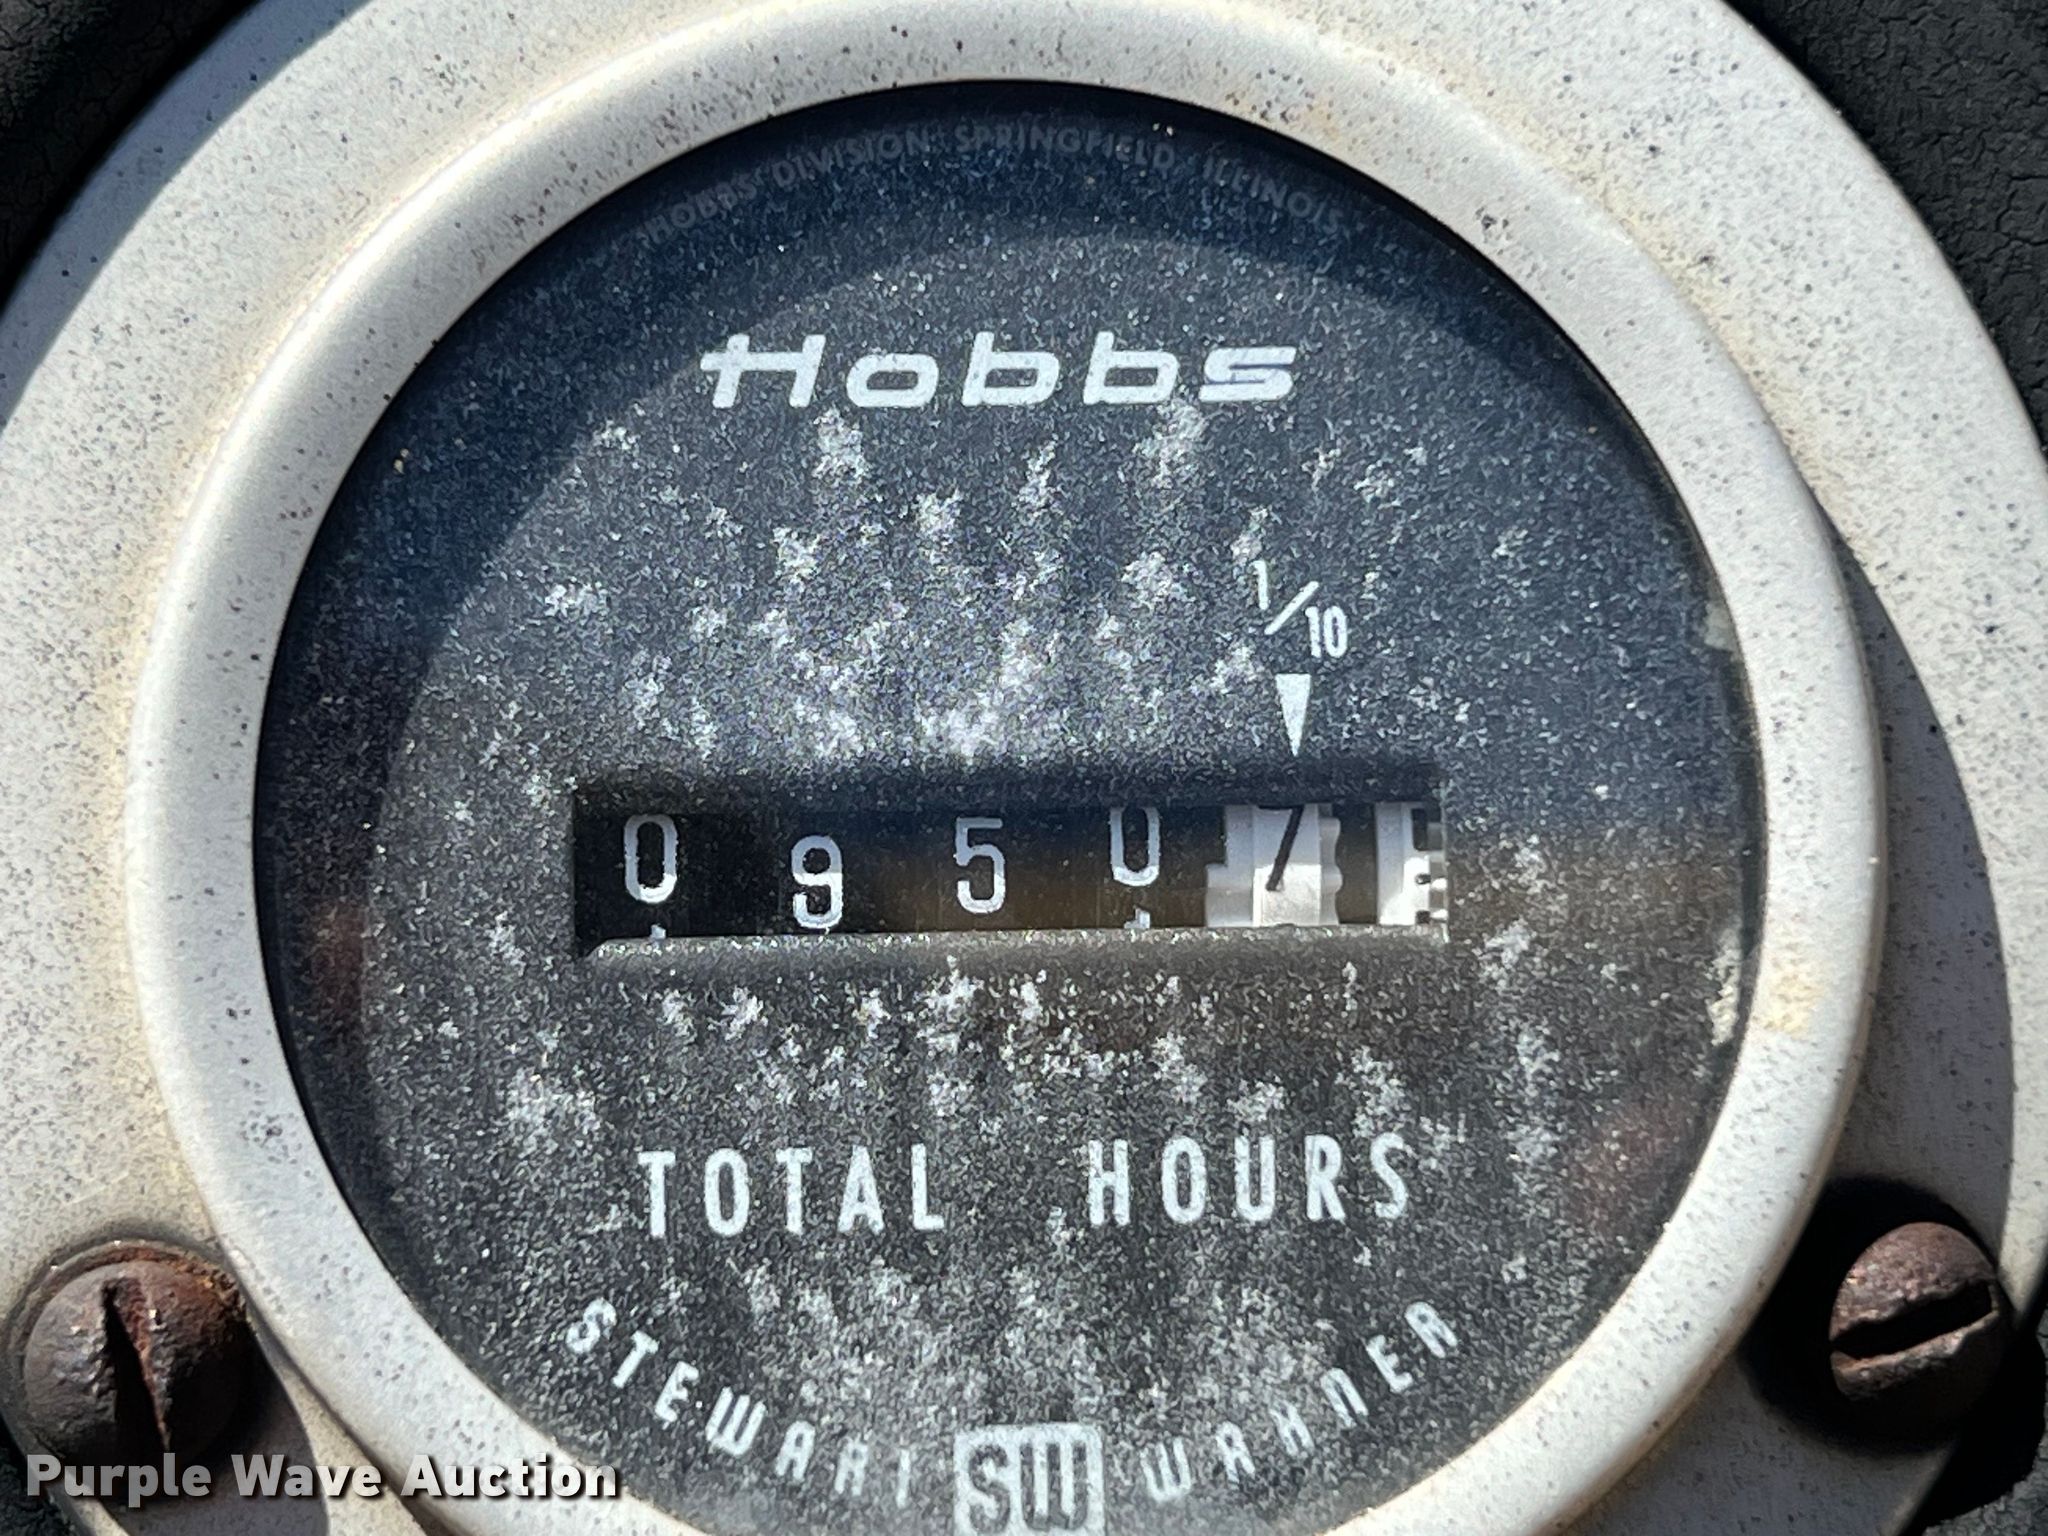 HOBBS DIVISION SPRINGFIELD ILLINOIS
Hobbs
1/10
0 9 5 0 7
TOTAL HOURS
STEWART SW WARNER
Purple Wave Auction